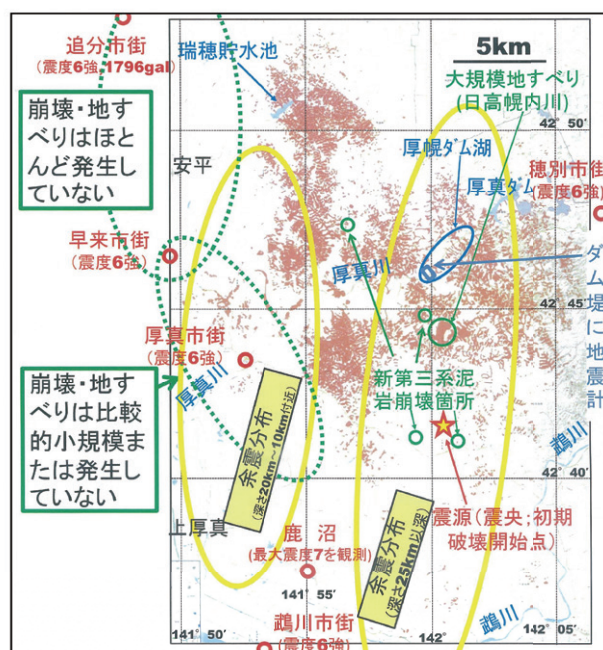 追分市街
(震度6強,1796gal)
瑞穂貯水池
5km
大規模地すべり
(日高幌内川)
崩壊・地す
べりはほと
んど発生し
ていない
42° 50'
安平
厚幌ダム湖
厚真ダム
穂別市街
(震度6強)
早来市街
(震度6強)
厚真川
ダム堤に地震計
42° 45'
厚真市街
(震度6強)
厚真川
新第三系泥
岩崩壊箇所
崩壊・地す
べりは比較
的小規模ま
たは発生し
ていない
余震分布
(深さ20km~10km付近)
鵡川
42° 40'
震源(震央;初期
破壊開始点)
上厚真
鹿沼
(最大震度7を観測)
余震分布
(深さ25km以深)
141° 55'
鵡川市街
(震度6強)
鵡川
141° 50'
142°
142° 05'